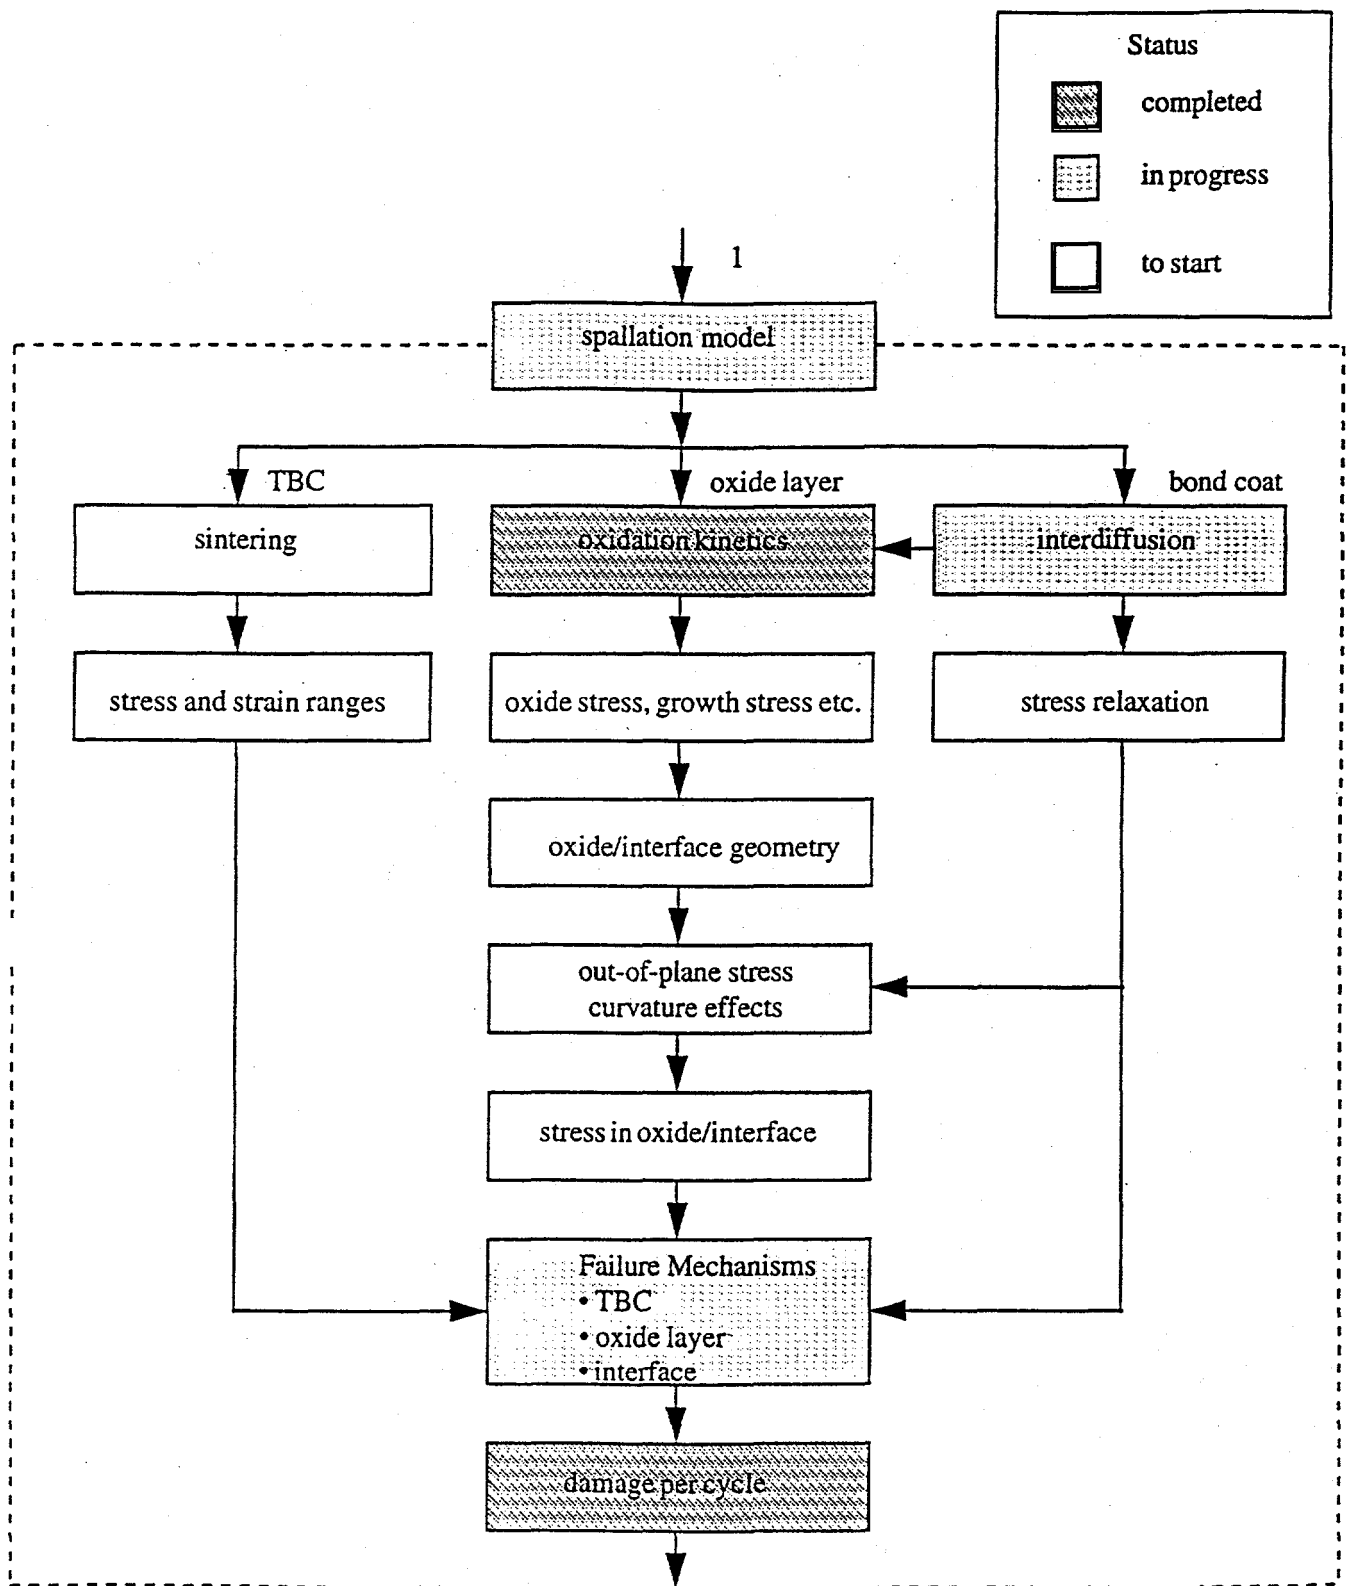 Status
completed
in progress
to start
1
spallation model
TBC
oxide layer
bond coat
sintering
oxidation kinetics
interdiffusion
stress and strain ranges
oxide stress, growth stress etc.
stress relaxation
oxide/interface geometry
out-of-plane stress
curvature effects
stress in oxide/interface
Failure Mechanisms
• TBC
• oxide layer
• interface
damage per cycle